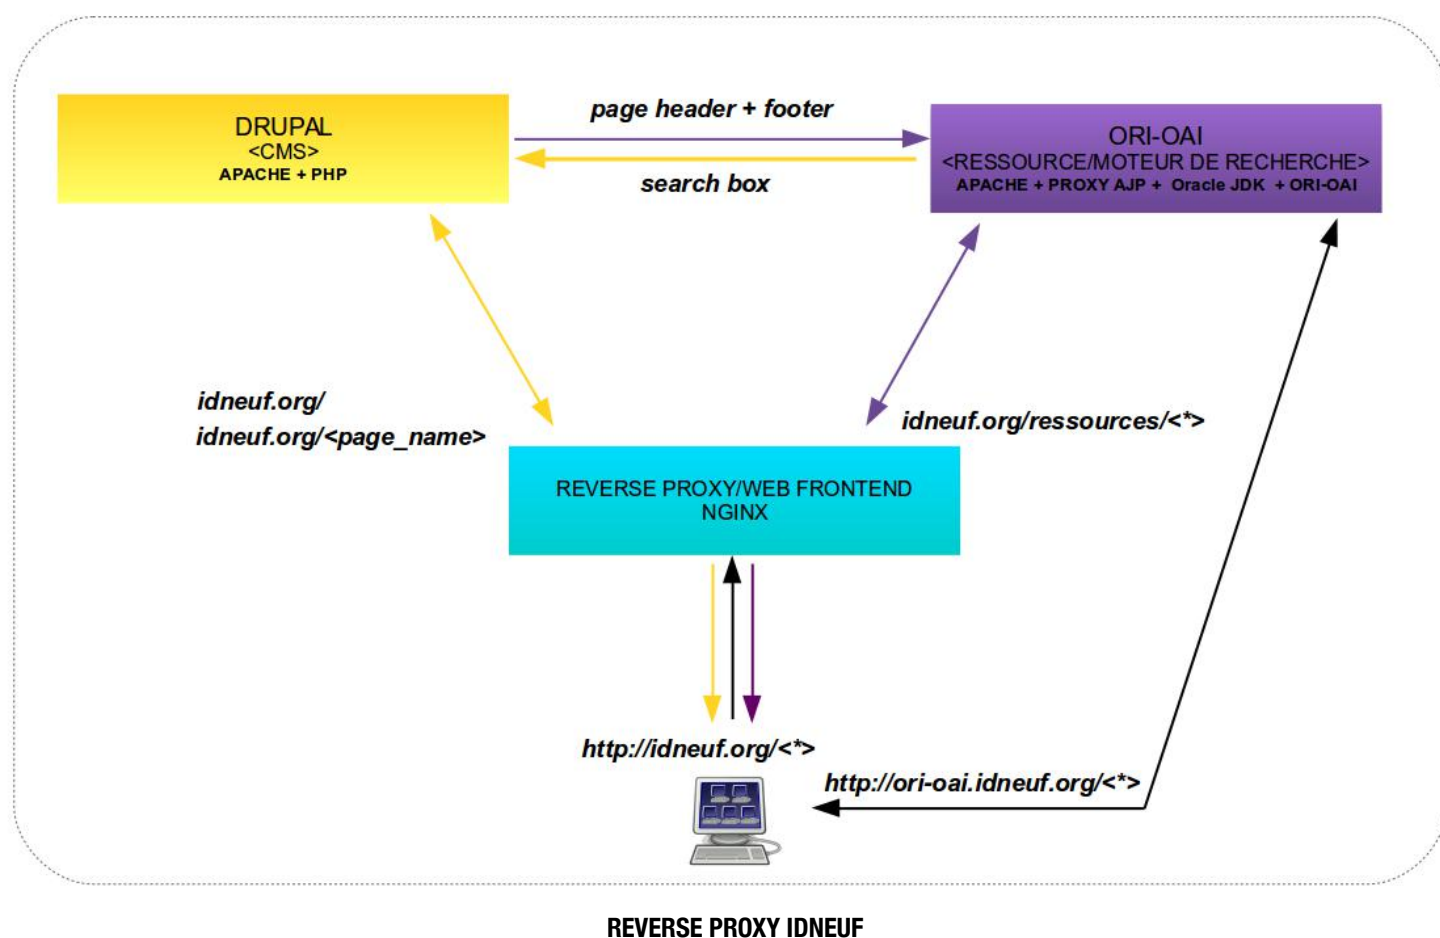 page header + footer
DRUPAL
<CMS>
APACHE + PHP
ORI-OAI
<RESSOURCE/MOTEUR DE RECHERCHE>
APACHE + PROXY AJP + Oracle JDK + ORI-OAI
search box
idneuf.org/
idneuf.org/<page_name>
idneuf.org/ressources/<*>
REVERSE PROXY/WEB FRONTEND
NGINX
http://idneuf.org/<*>
http://ori-oai.idneuf.org/<*>
REVERSE PROXY IDNEUF